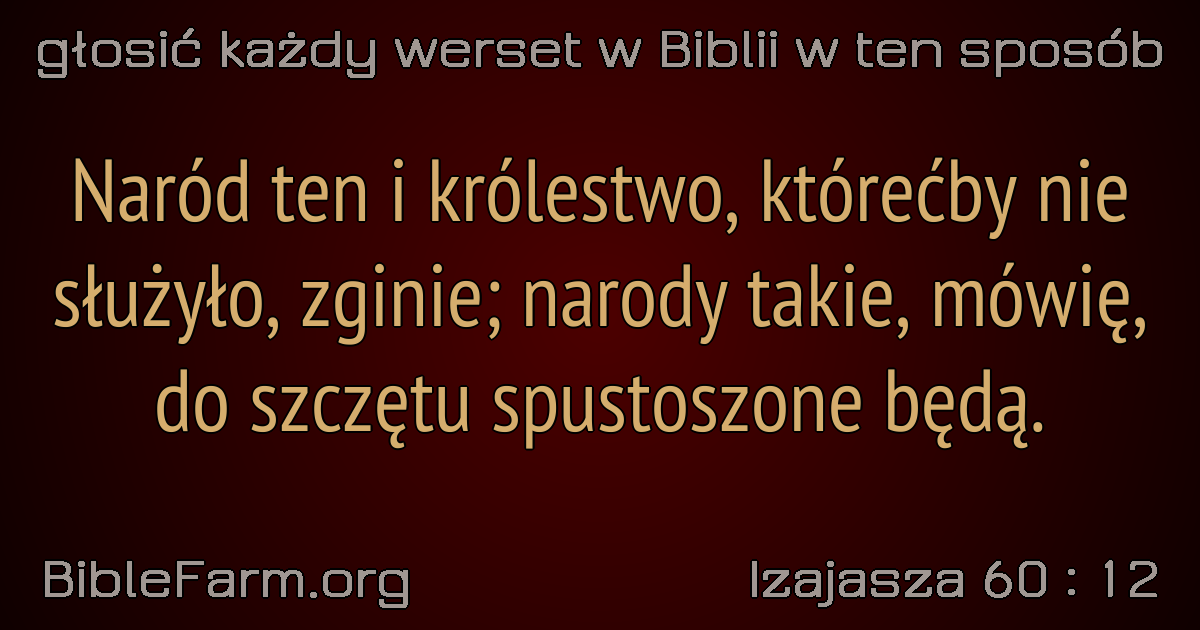 głosić każdy werset w Biblii w ten sposób
Naród ten i królestwo, którećby nie
służyło, zginie; narody takie, mówię,
do szczętu spustoszone będą.
BibleFarm.org
Izajasza 60 : 12